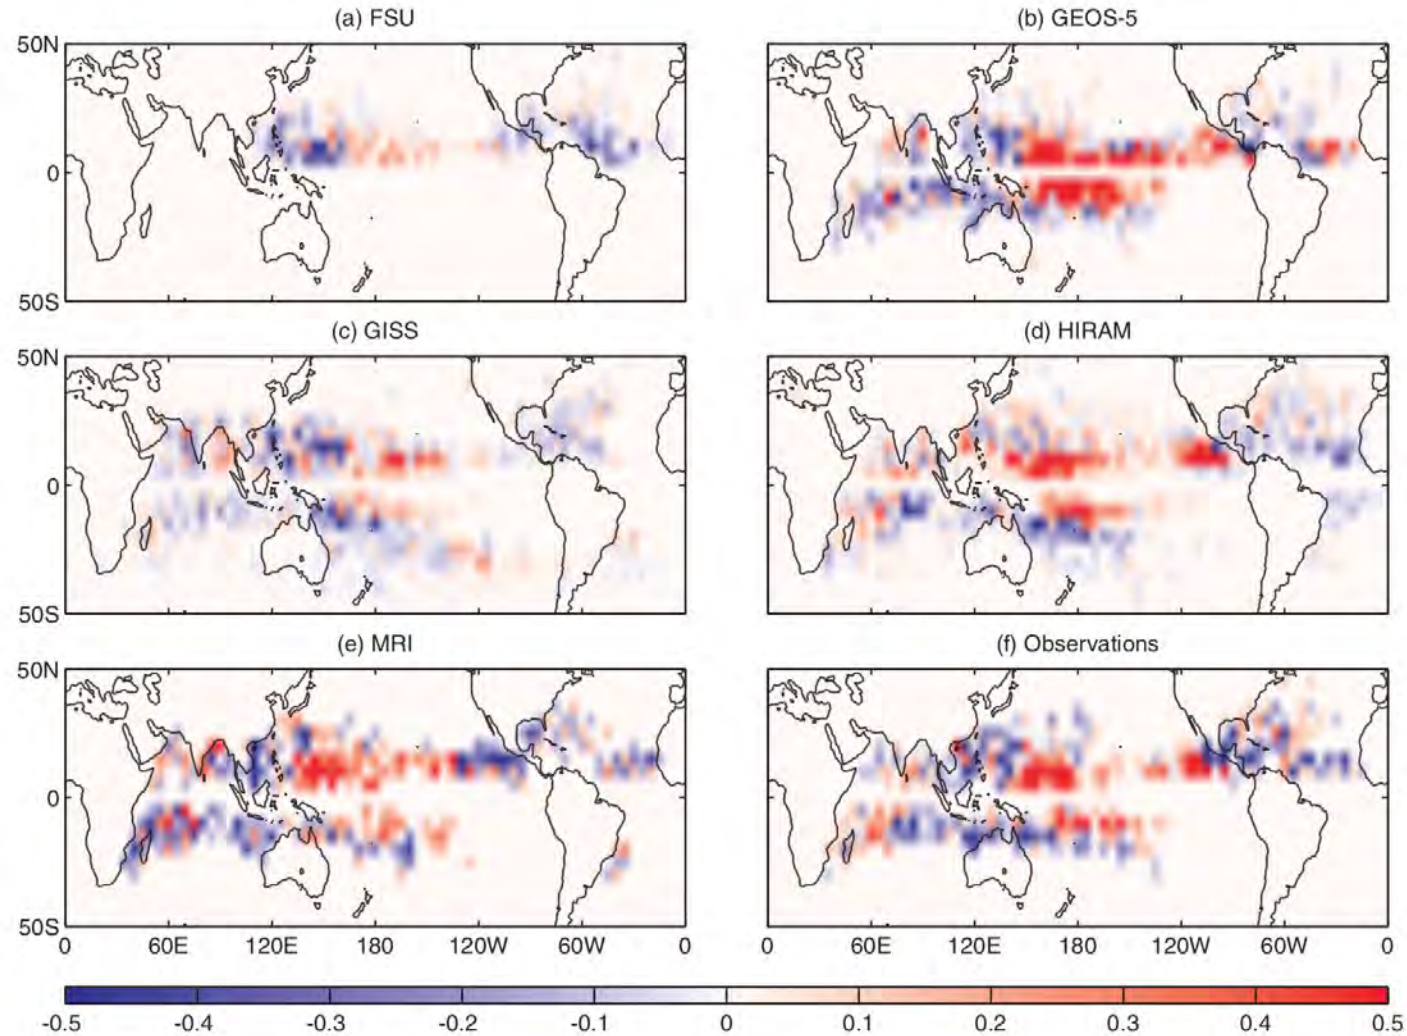 (a) FSU
(b) GEOS-5
50N
0
50S
(c) GISS
(d) HIRAM
50N
0
50S
(e) MRI
(f) Observations
50N
0
50S
0 60E 120E 180 120W 60W 0
0 60E 120E 180 120W 60W 0
-0.5 -0.4 -0.3 -0.2 -0.1 0 0.1 0.2 0.3 0.4 0.5